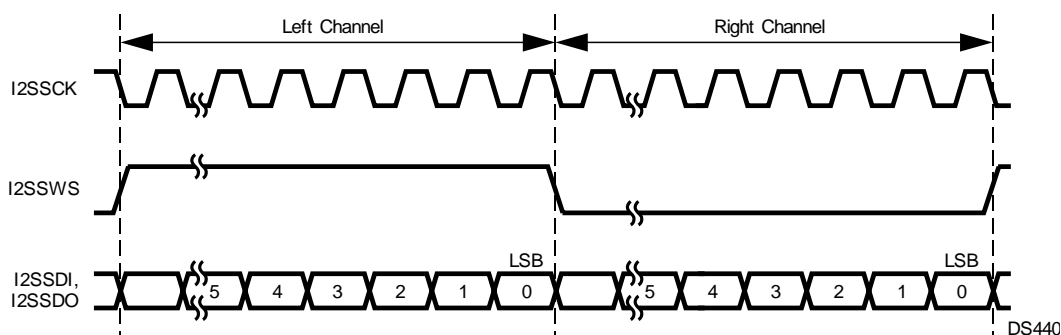 Left Channel Right Channel
I2SSCK
I2SSWS
LSB LSB
I2SSDI,
I2SSDO
5 4 3 2 1 0 5 4 3 2 1 0
DS440